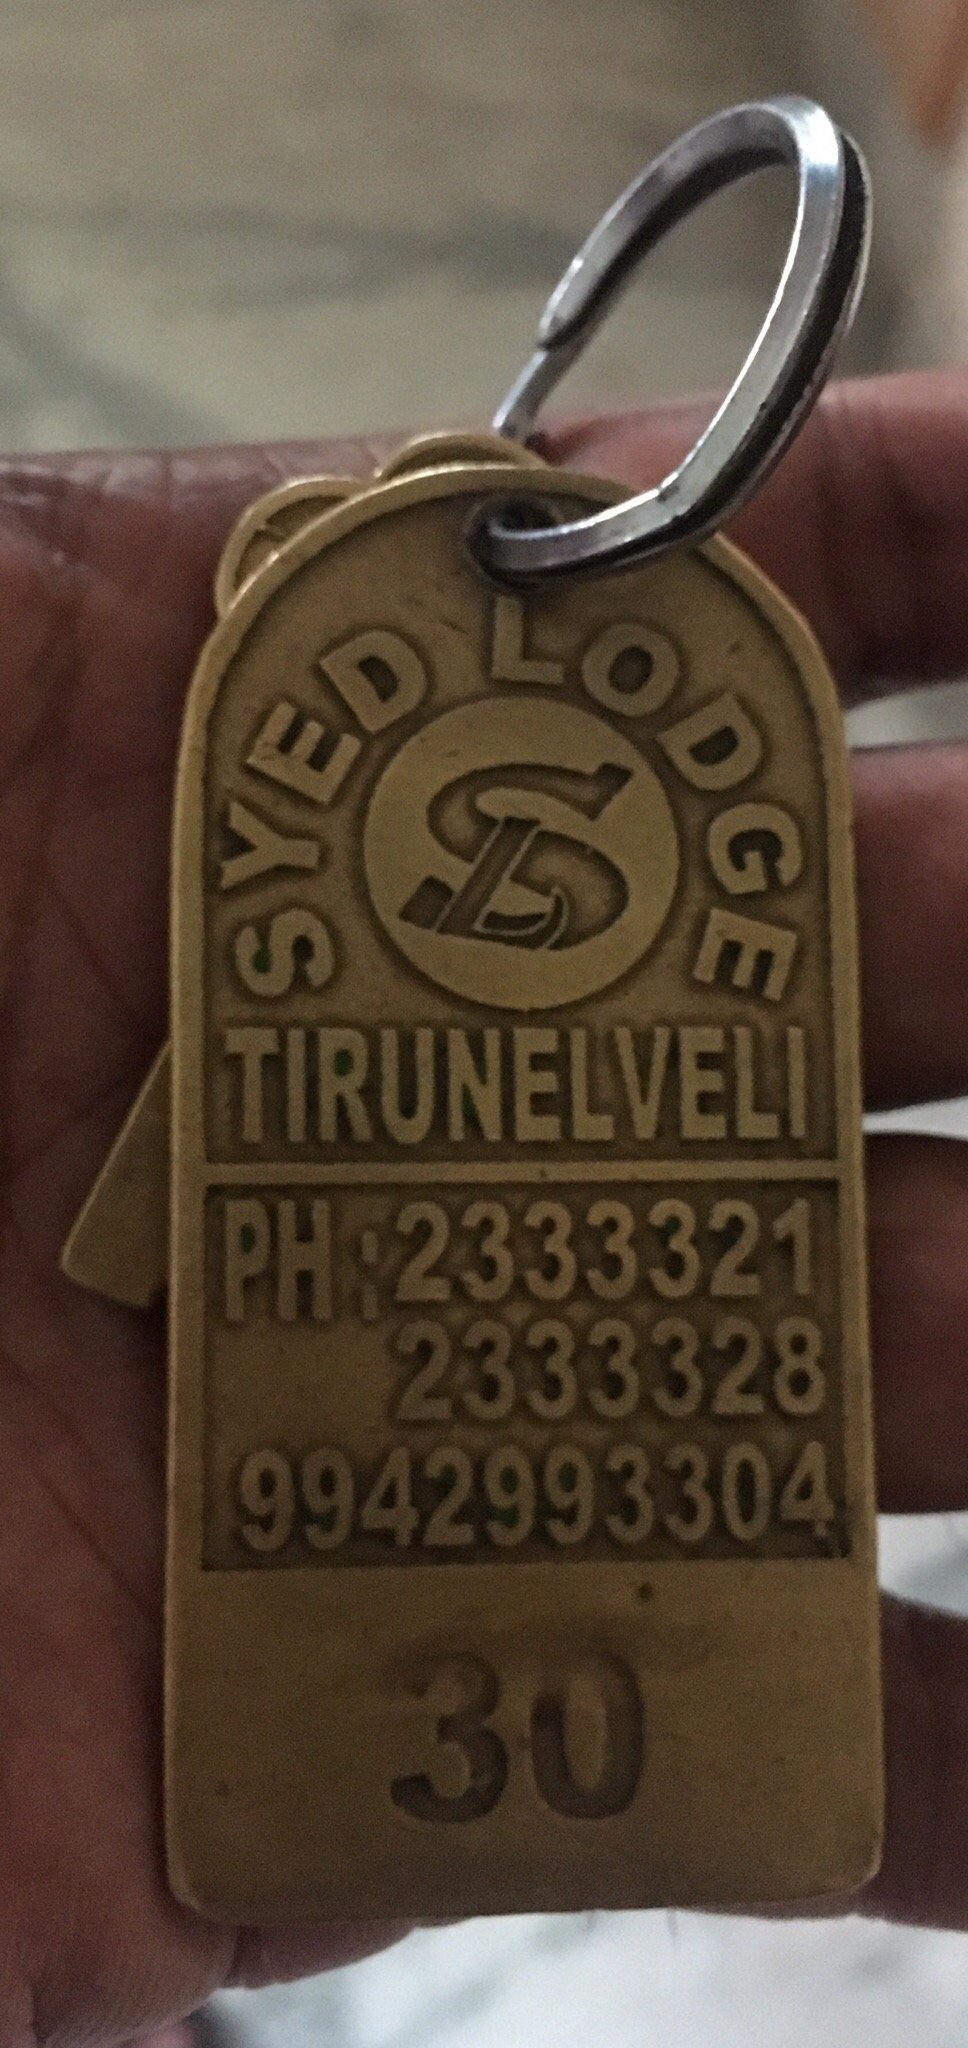 SYED LODGE
SL
TIRUNELVELI
PH : 2333321
2333328
9942993304
30